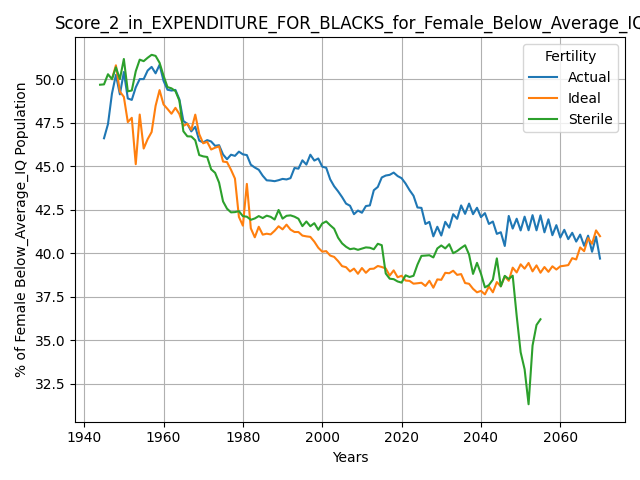 Score_2_in_EXPENDITURE_FOR_BLACKS_for_Female_Below_Average_IQ
Fertility
Actual
Ideal
Sterile
% of Female Below_Average_IQ Population
50.0
47.5
45.0
42.5
40.0
37.5
35.0
32.5
1940
1960
1980
2000
2020
2040
2060
Years